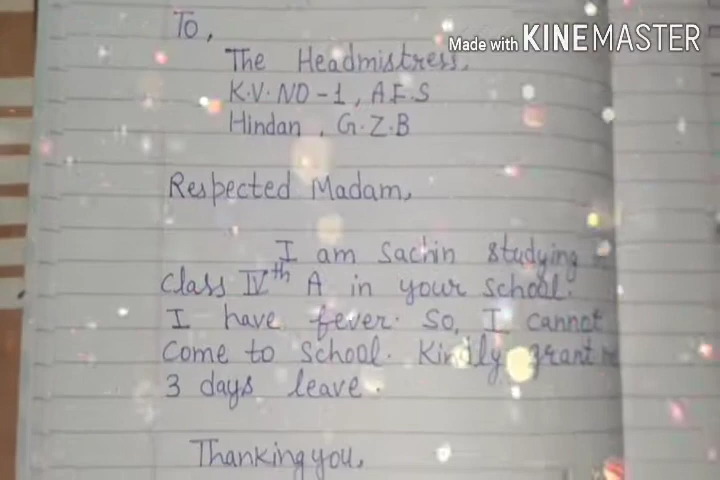 To,
Made with KINEMASTER
The Headmistress,
K.V. NO-1, A.F.S
Hindan, G.Z.B
Respected Madam,
I am Sachin studying
class IVth A in your school.
I have fever. So, I cannot
come to school. Kindly grant
3 days leave.
Thanking you,